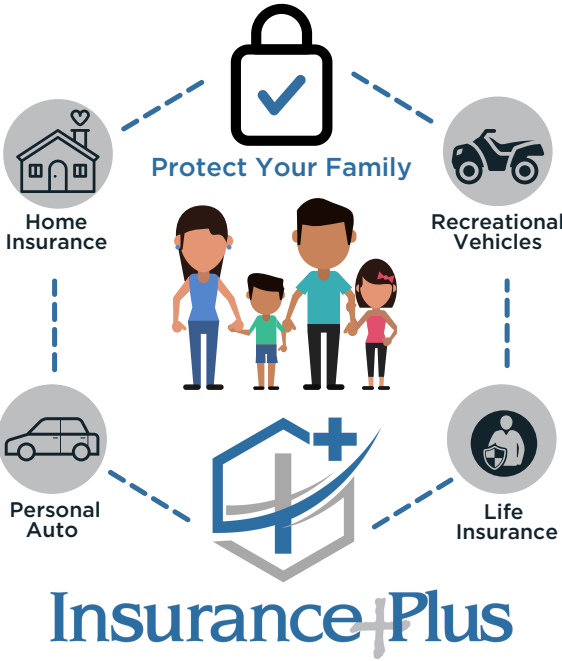 Protect Your Family
Home
Insurance
Recreational
Vehicles
Personal
Auto
Life
Insurance
Insurance+Plus